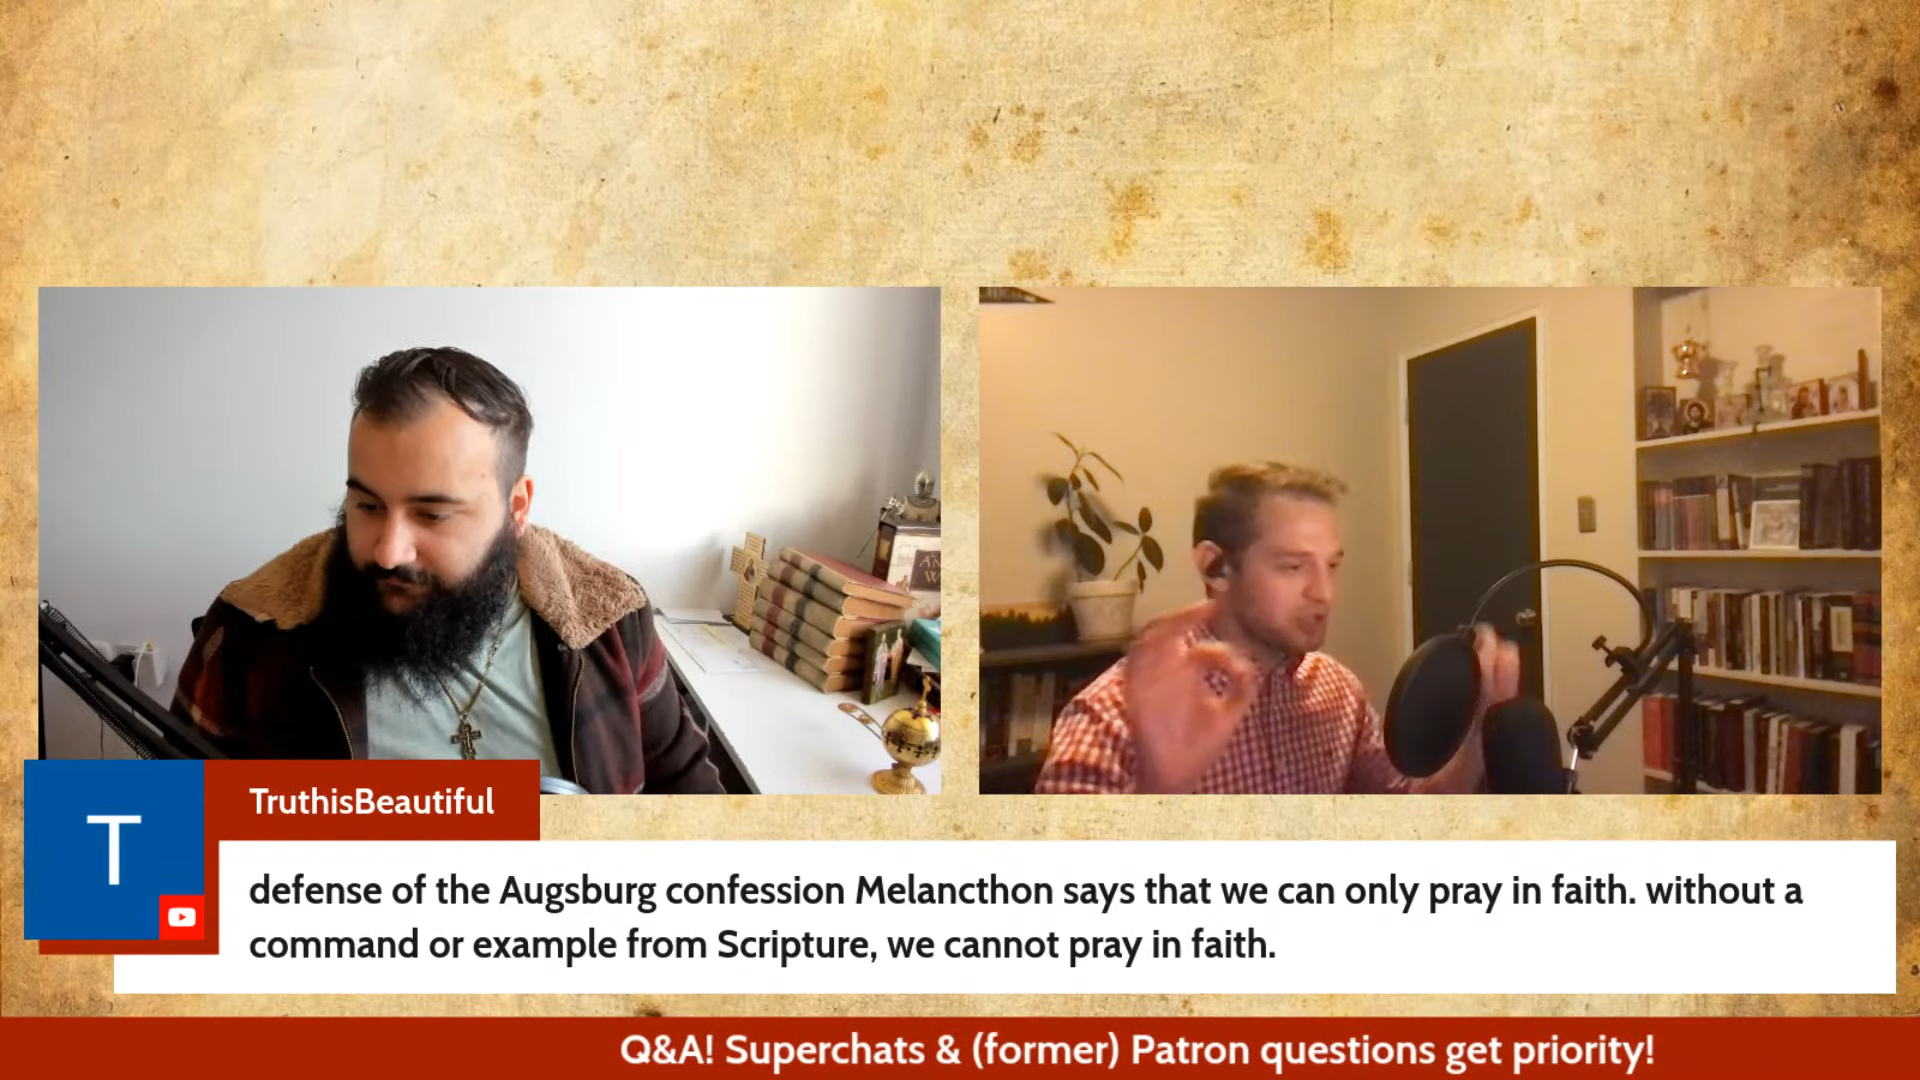 TruthisBeautiful
T
defense of the Augsburg confession Melancthon says that we can only pray in faith. without a
command or example from Scripture, we cannot pray in faith.
Q&A! Superchats & (former) Patron questions get priority!